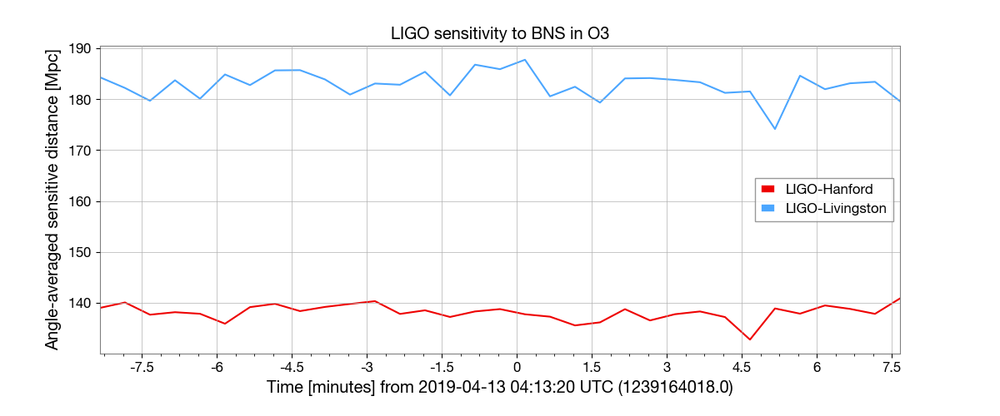 LIGO sensitivity to BNS in O3
Angle-averaged sensitive distance [Mpc]
190
180
170
160
150
140
LIGO-Hanford
LIGO-Livingston
-7.5 -6 -4.5 -3 -1.5 0 1.5 3 4.5 6 7.5
Time [minutes] from 2019-04-13 04:13:20 UTC (1239164018.0)